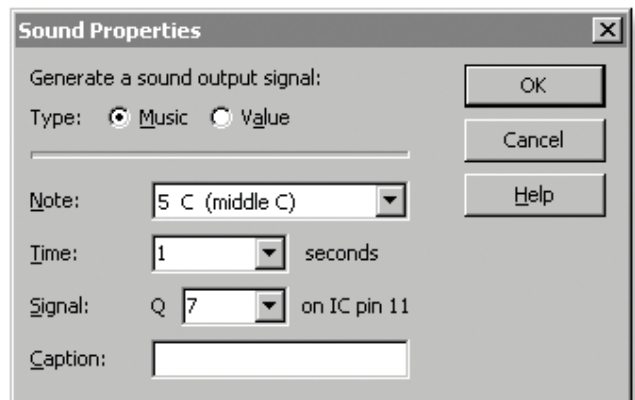 Sound Properties
Generate a sound output signal:
Type: Music Value
OK
Cancel
Help
Note: 5 C (middle C)
Time: 1 seconds
Signal: Q 7 on IC pin 11
Caption: